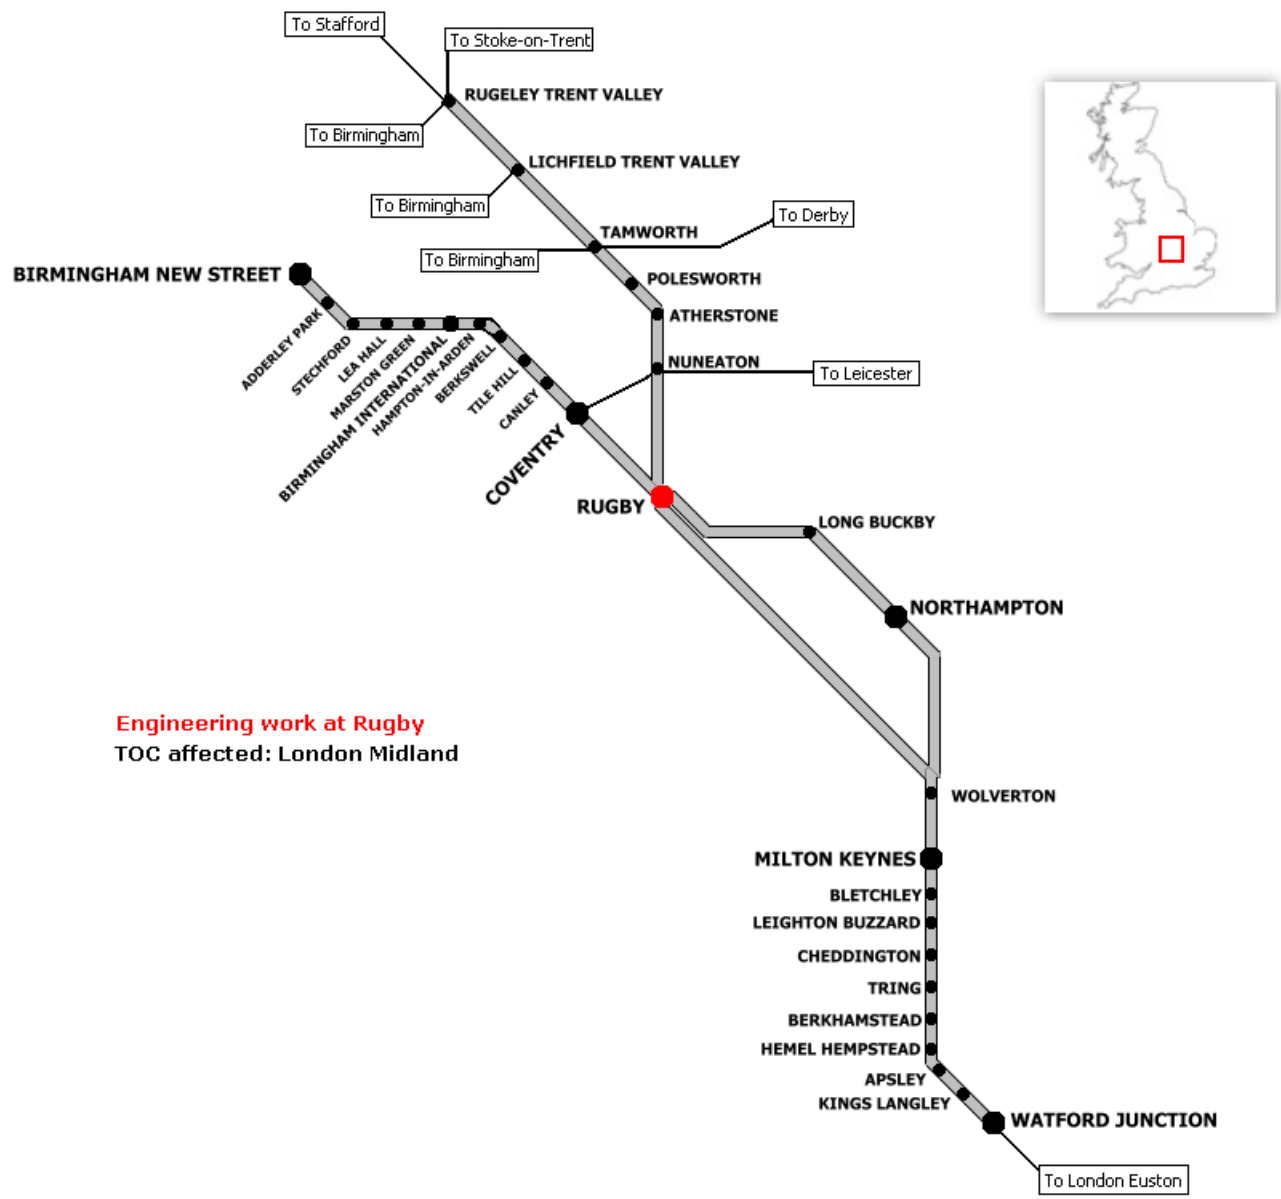 To Stafford
To Stoke-on-Trent
RUGELEY TRENT VALLEY
To Birmingham
LICHFIELD TRENT VALLEY
To Birmingham
To Derby
TAMWORTH
To Birmingham
BIRMINGHAM NEW STREET
POLESWORTH
ATHERSTONE
ADDERLEY PARK
STECHFORD
LEA HALL
MARSTON GREEN
BIRMINGHAM INTERNATIONAL
HAMPTON-IN-ARDEN
BERKSWELL
TILE HILL
CANLEY
COVENTRY
NUNEATON
To Leicester
RUGBY
LONG BUCKBY
NORTHAMPTON
Engineering work at Rugby
TOC affected: London Midland
WOLVERTON
MILTON KEYNES
BLETCHLEY
LEIGHTON BUZZARD
CHEDDINGTON
TRING
BERKHAMSTEAD
HEMEL HEMPSTEAD
APSLEY
KINGS LANGLEY
WATFORD JUNCTION
To London Euston